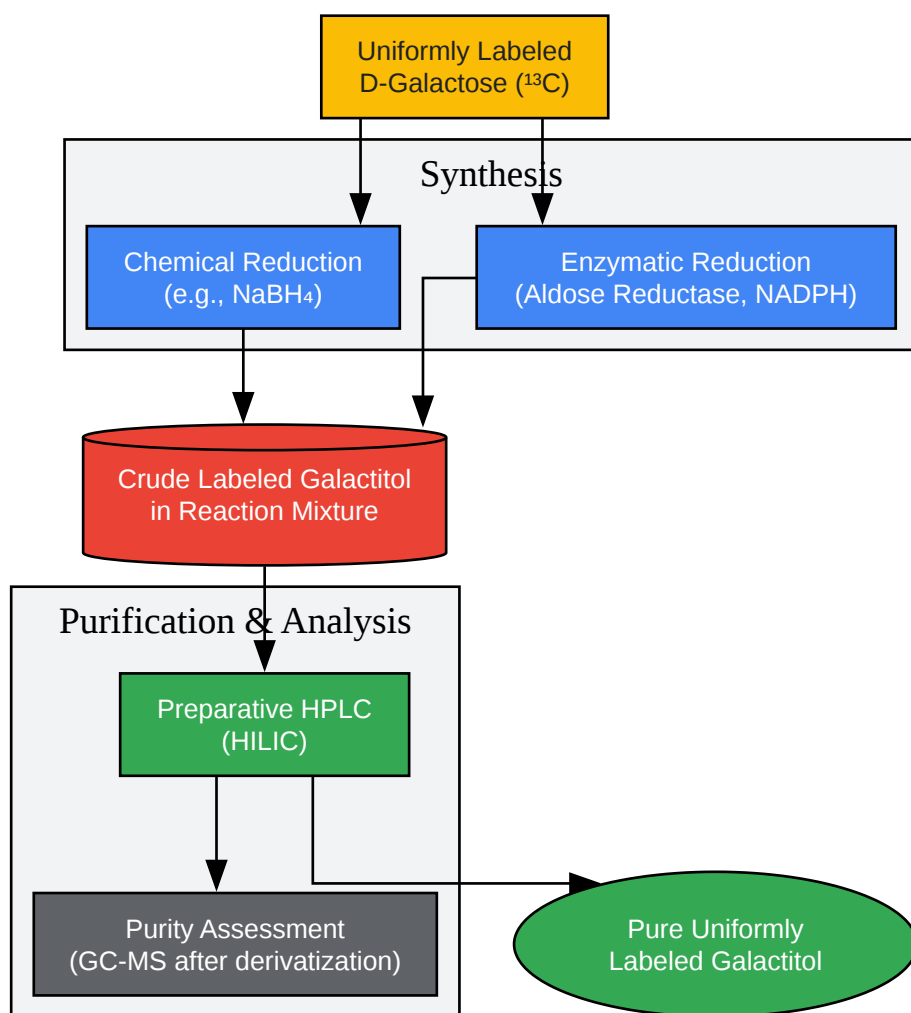 Uniformly Labeled
D-Galactose (¹³C)
Synthesis
Chemical Reduction
(e.g., NaBH₄)
Enzymatic Reduction
(Aldose Reductase, NADPH)
Crude Labeled Galactitol
in Reaction Mixture
Purification & Analysis
Preparative HPLC
(HILIC)
Purity Assessment
(GC-MS after derivatization)
Pure Uniformly
Labeled Galactitol